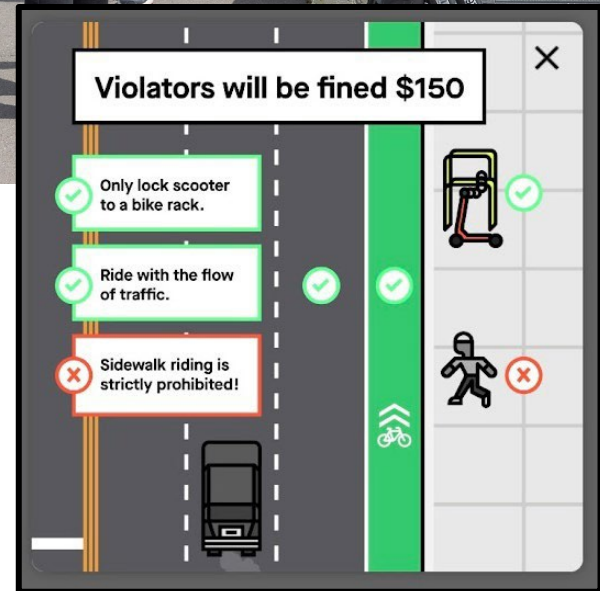 Violators will be fined $150
Only lock scooter
to a bike rack.
Ride with the flow
of traffic.
Sidewalk riding is
strictly prohibited!